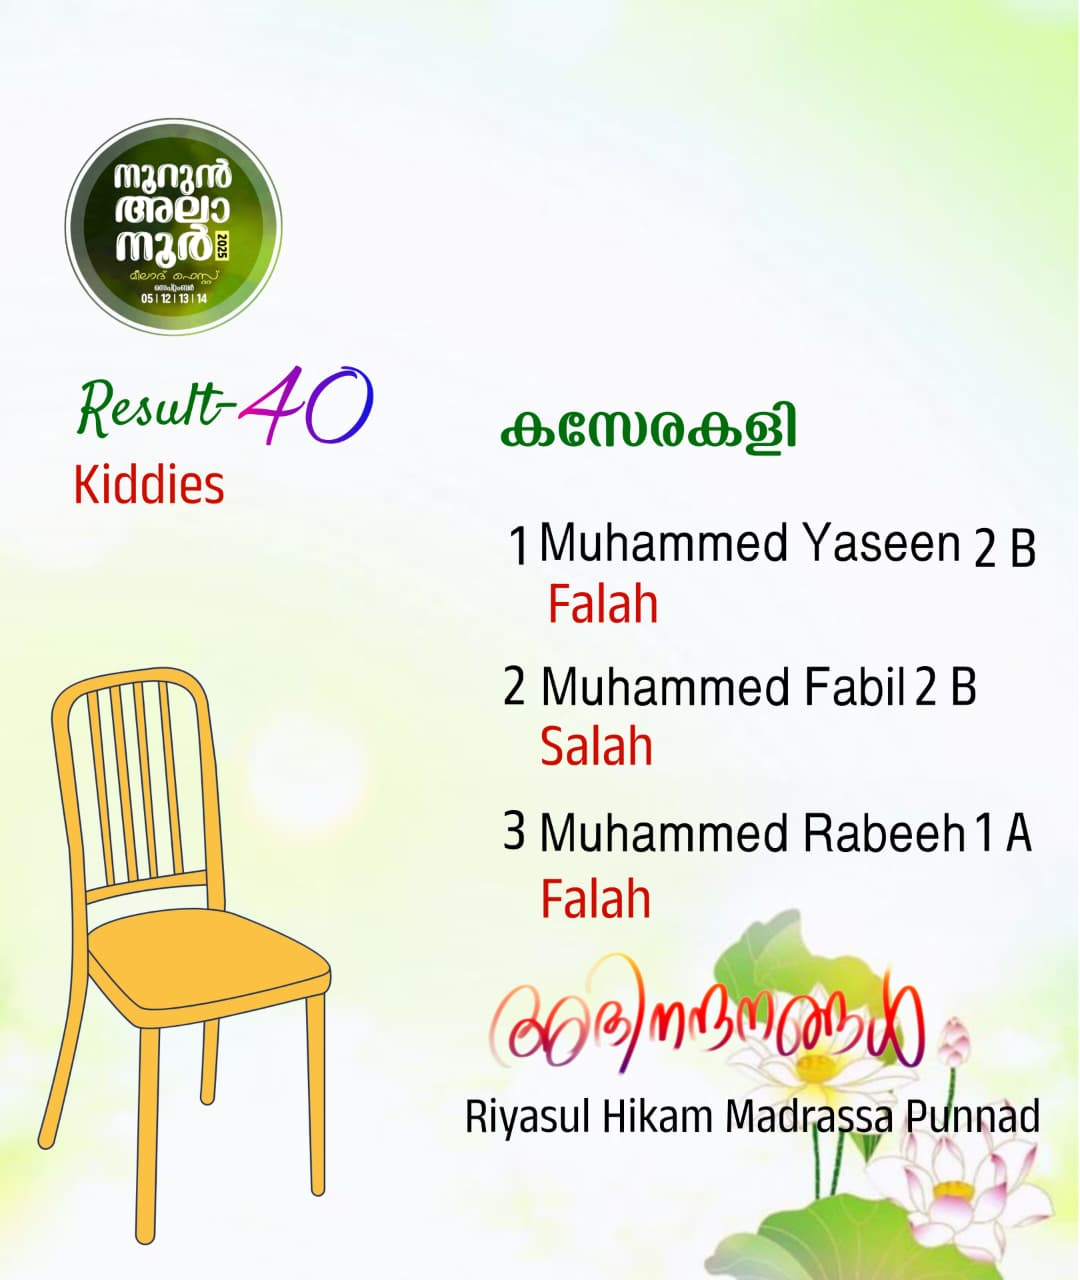 നൂറുൻ
അലാ
നൂർ 2025
മീലാദ് ഫെസ്റ്റ്
സെപ്റ്റംബർ
05 | 12 | 13 | 14
Result-40
Kiddies
കസേരകളി
1 Muhammed Yaseen 2 B
Falah
2 Muhammed Fabil 2 B
Salah
3 Muhammed Rabeeh 1 A
Falah
അഭിനന്ദനങ്ങൾ
Riyasul Hikam Madrassa Punnad